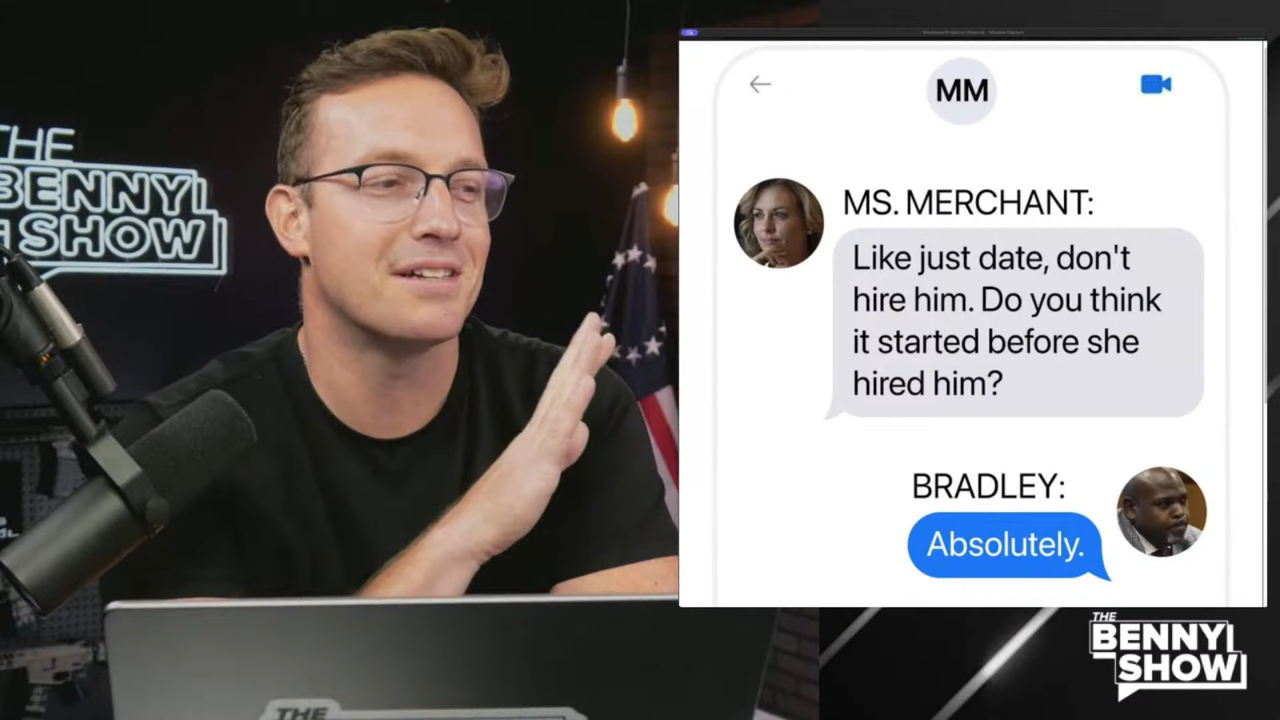 THE
BENNY
SHOW
MM
MS. MERCHANT:
Like just date, don't
hire him. Do you think
it started before she
hired him?
BRADLEY:
Absolutely.
THE
BENNY
SHOW
THE